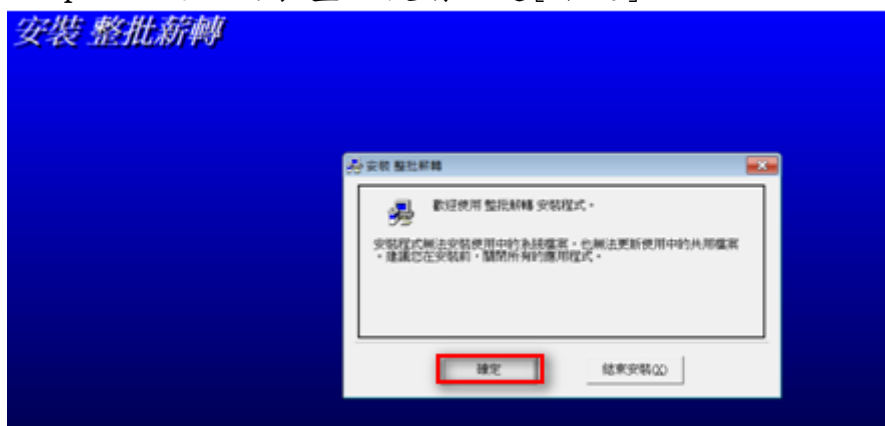 安裝 整批薪轉
安裝 整批薪轉
歡迎使用 整批薪轉 安裝程式。
安裝程式無法安裝使用中的系統檔案,也無法更新使用中的共用檔案
。建議您在安裝前,關閉所有的應用程式。
確定
結束安裝(X)